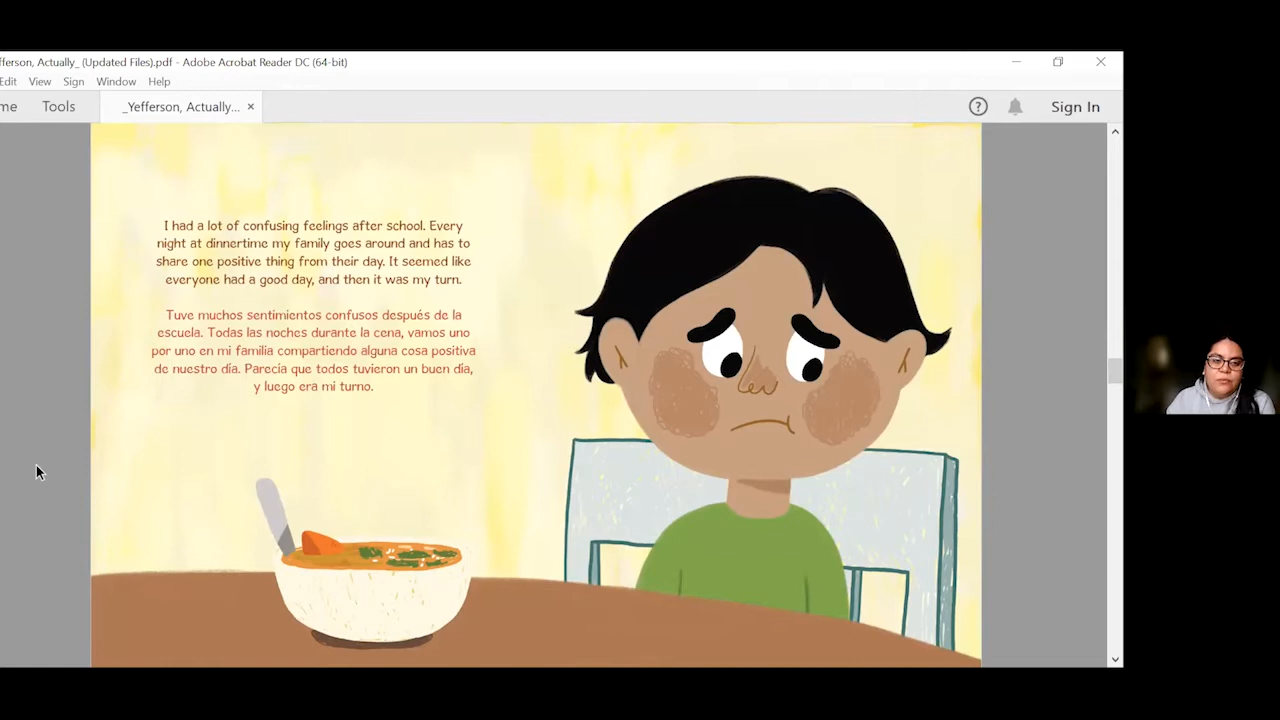 fferson, Actually_ (Updated Files).pdf - Adobe Acrobat Reader DC (64-bit)
Edit View Sign Window Help
me Tools _Yefferson, Actually... × ? Sign In
I had a lot of confusing feelings after school. Every
night at dinnertime my family goes around and has to
share one positive thing from their day. It seemed like
everyone had a good day, and then it was my turn.
Tuve muchos sentimientos confusos después de la
escuela. Todas las noches durante la cena, vamos uno
por uno en mi familia compartiendo alguna cosa positiva
de nuestro día. Parecía que todos tuvieron un buen día,
y luego era mi turno.